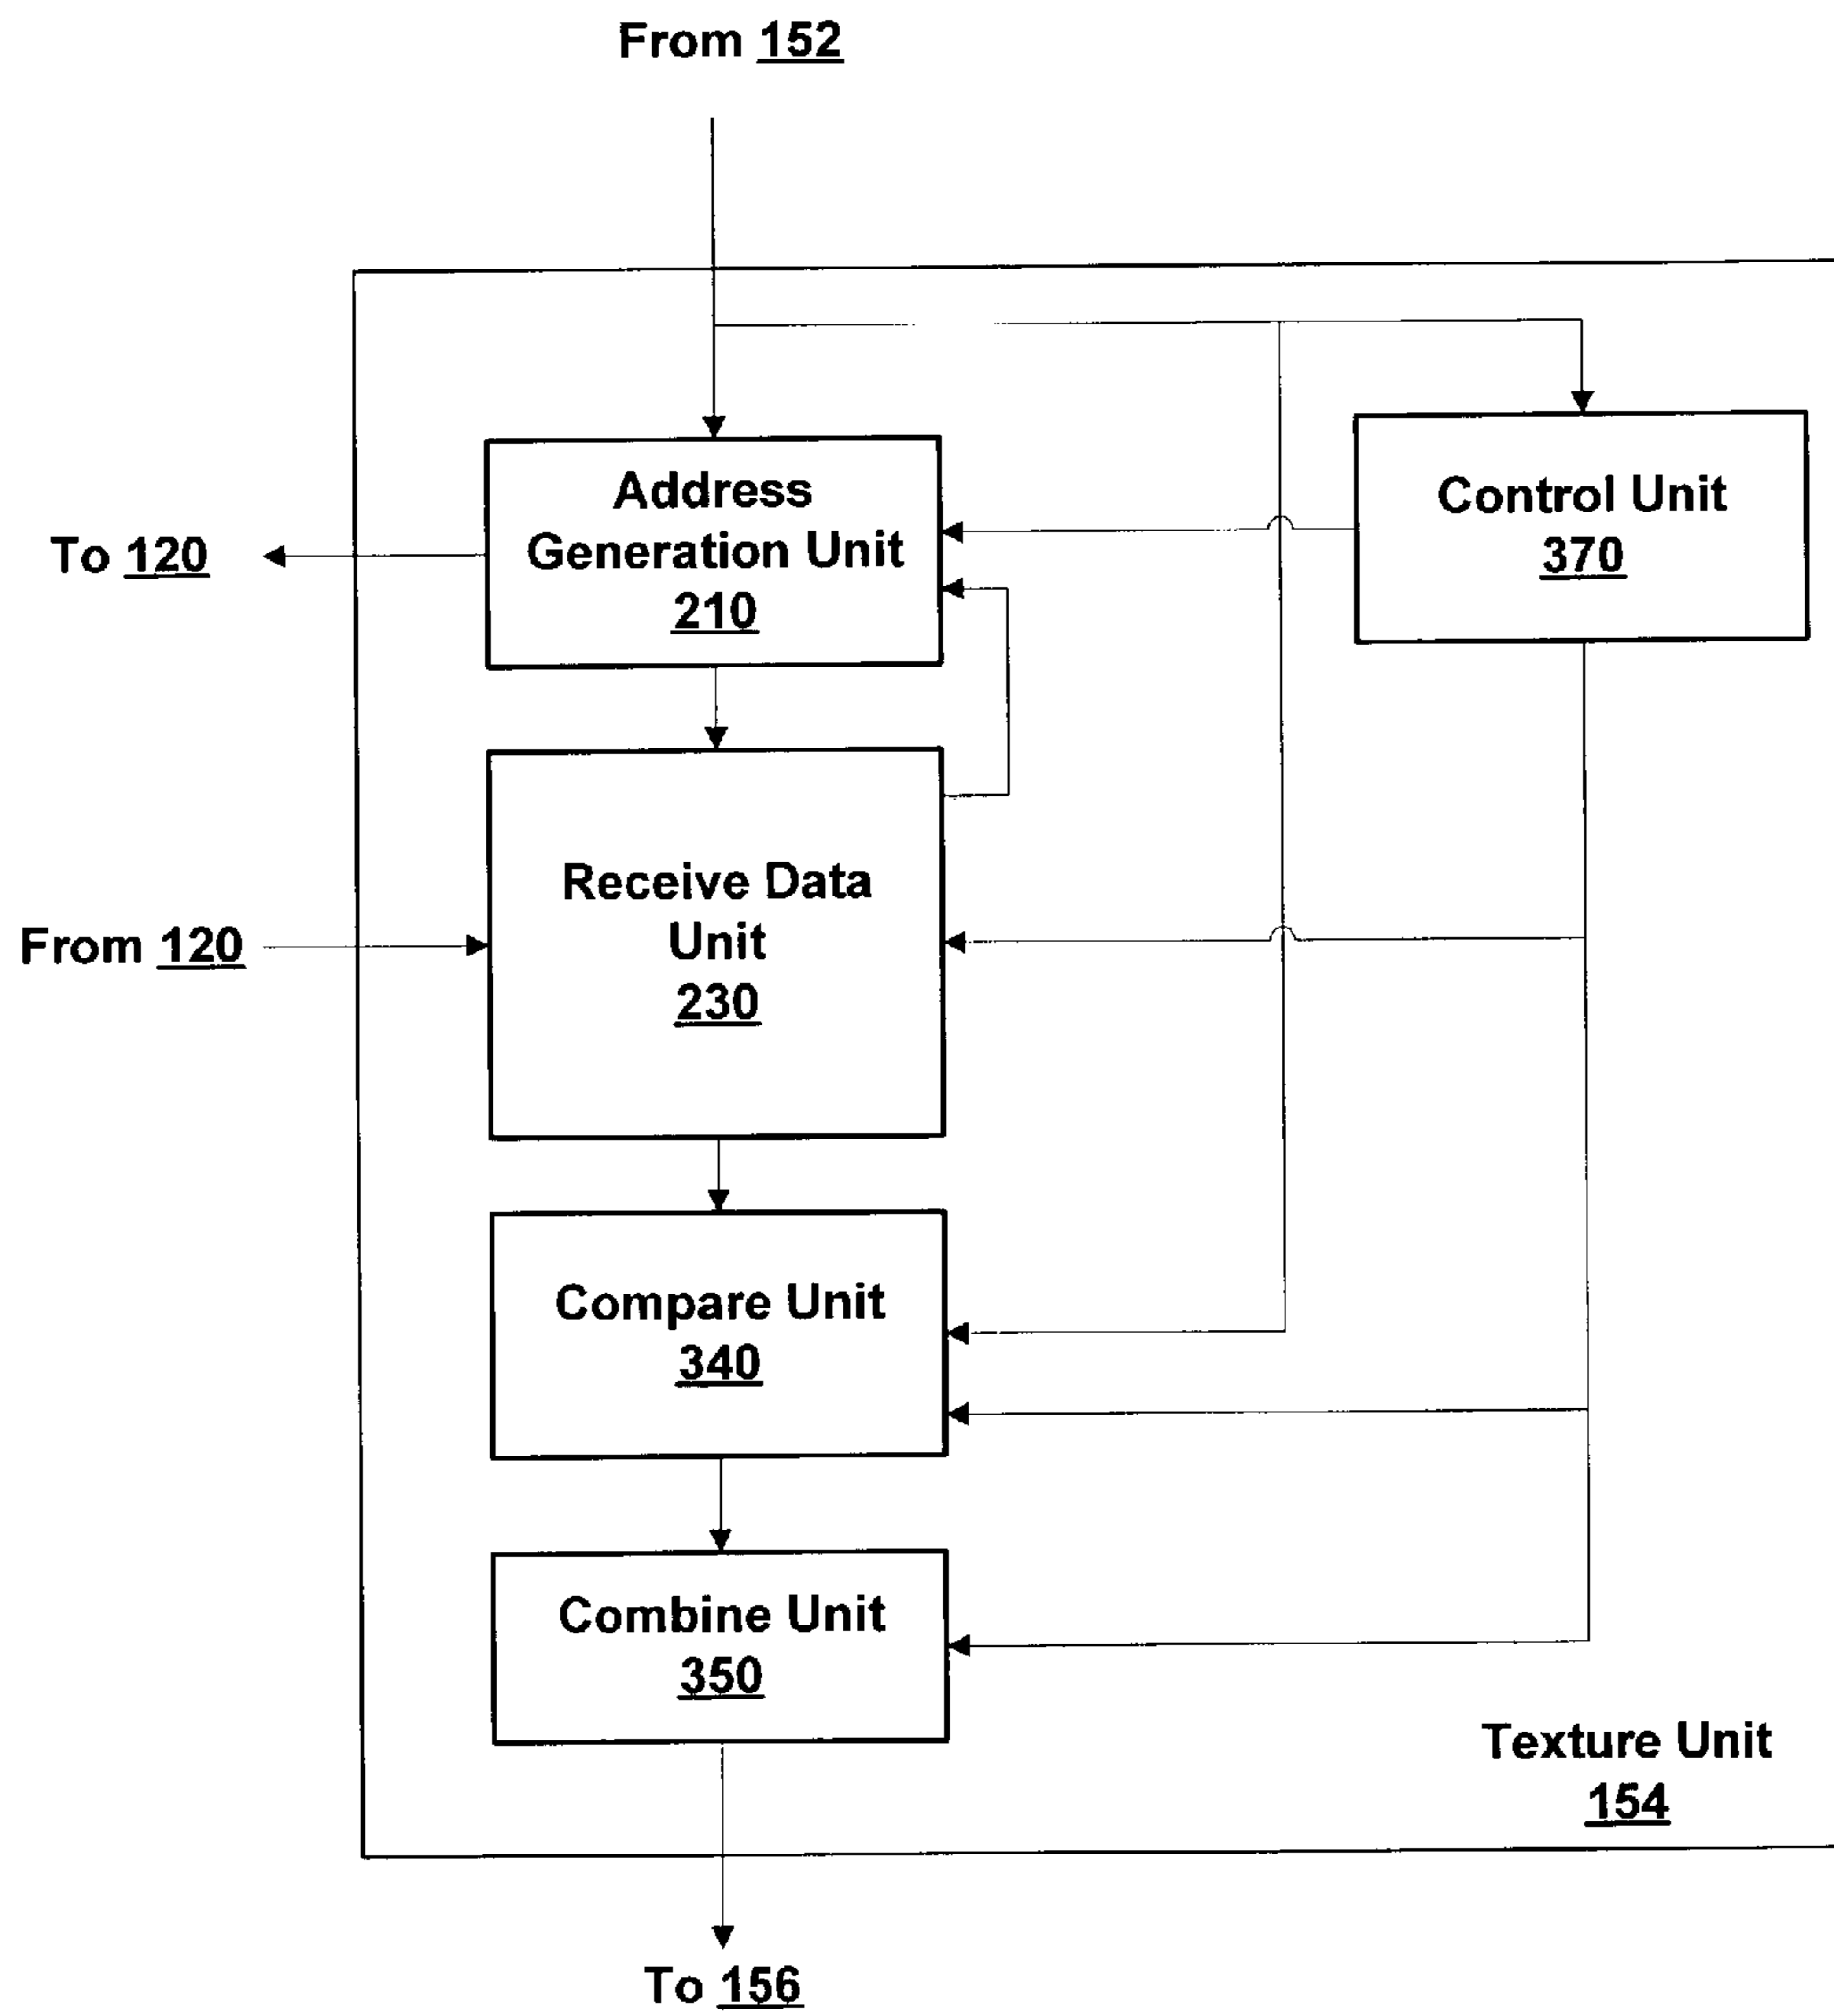 From 152
Address
Generation Unit
210
Control Unit
370
To 120
Receive Data
Unit
230
From 120
Compare Unit
340
Combine Unit
350
Texture Unit
154
To 156